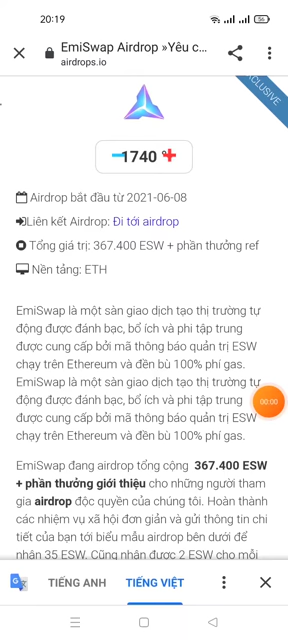 20:19
56
EmiSwap Airdrop »Yêu c...
airdrops.io
CLUSIVE
1740 °
Airdrop bắt đầu từ 2021-06-08
Liên kết Airdrop: Đi tới airdrop
Tổng giá trị: 367.400 ESW + phần thưởng ref
Nền tảng: ETH
EmiSwap là một sàn giao dịch tạo thị trường tự
động được đánh bạc, bổ ích và phi tập trung
được cung cấp bởi mã thông báo quản trị ESW
chạy trên Ethereum và đền bù 100% phí gas.
EmiSwap là một sàn giao dịch tạo thị trường tự
động được đánh bạc, bổ ích và phi tập trung
được cung cấp bởi mã thông báo quản trị ESW
chạy trên Ethereum và đền bù 100% phí gas.
00:00
EmiSwap đang airdrop tổng cộng 367.400 ESW
+ phần thưởng giới thiệu cho những người tham
gia airdrop độc quyền của chúng tôi. Hoàn thành
các nhiệm vụ xã hội đơn giản và gửi thông tin chi
tiết của bạn tới biểu mẫu airdrop bên dưới để
nhận 35 ESW. Cũng nhận được 2 ESW cho mỗi
TIẾNG ANH
TIẾNG VIỆT